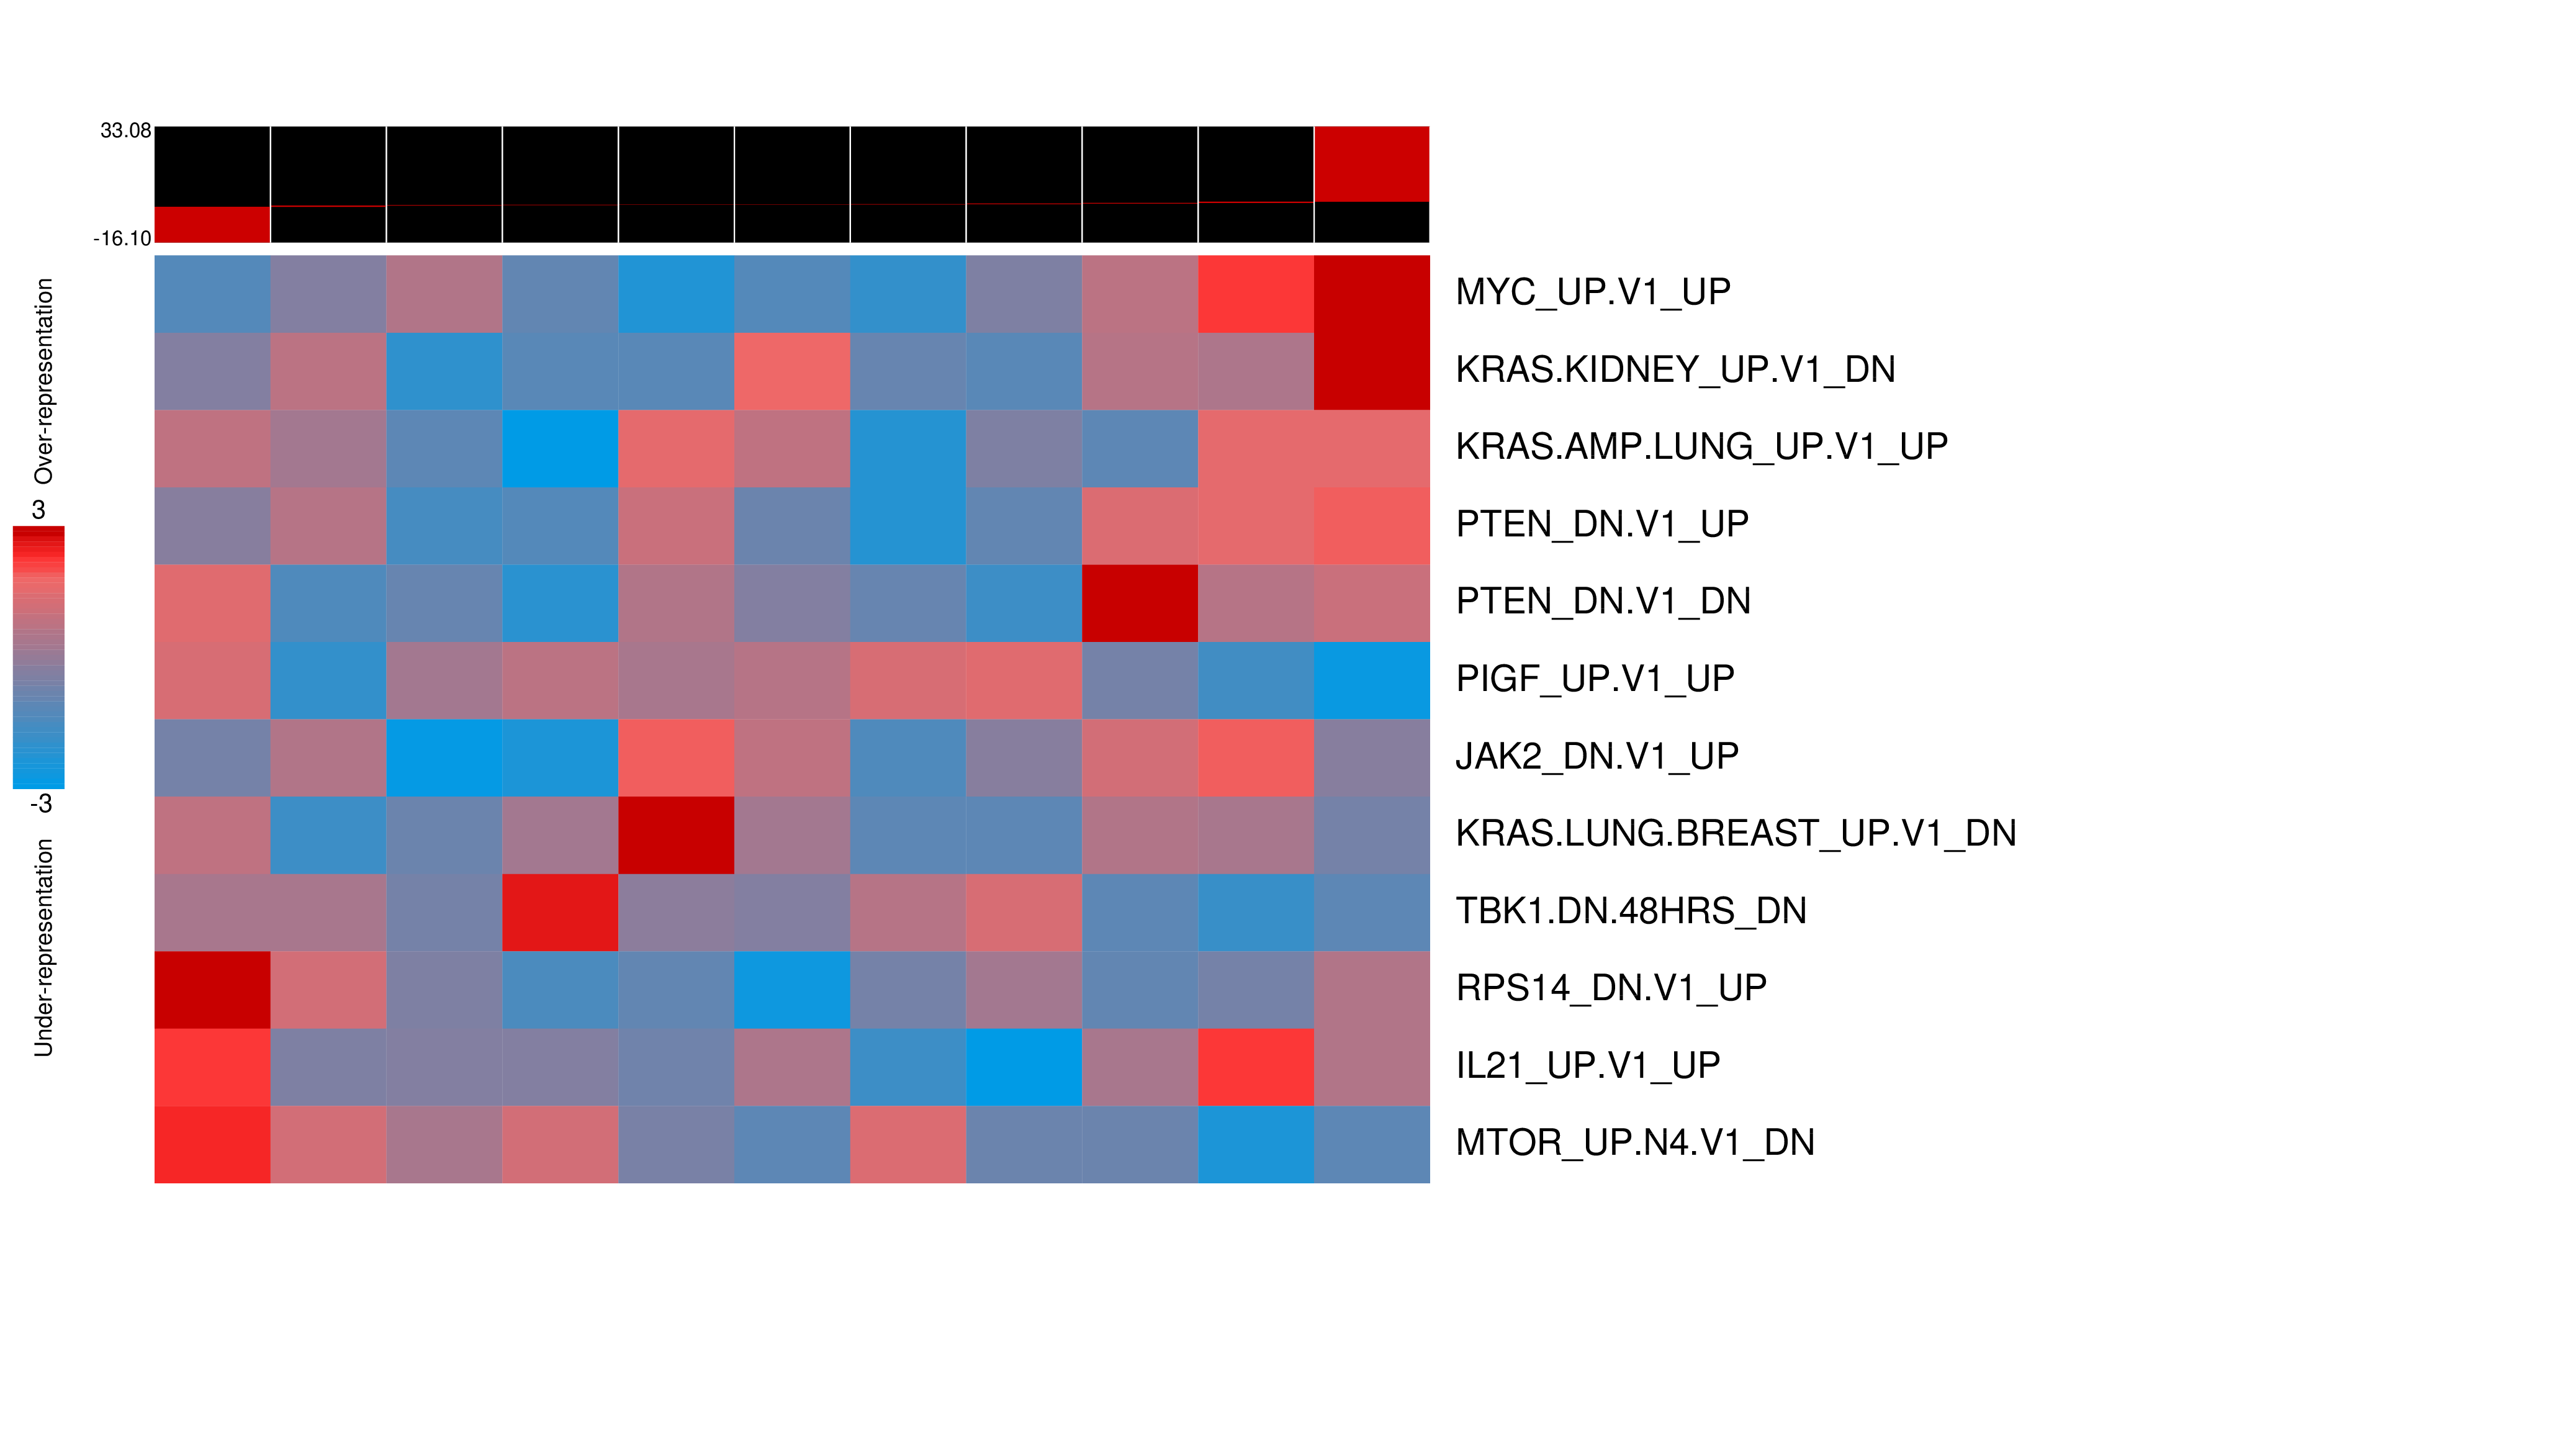 33.08
-16.10
Over-representation
3
-3
Under-representation
MYC_UP.V1_UP
KRAS.KIDNEY_UP.V1_DN
KRAS.AMP.LUNG_UP.V1_UP
PTEN_DN.V1_UP
PTEN_DN.V1_DN
PIGF_UP.V1_UP
JAK2_DN.V1_UP
KRAS.LUNG.BREAST_UP.V1_DN
TBK1.DN.48HRS_DN
RPS14_DN.V1_UP
IL21_UP.V1_UP
MTOR_UP.N4.V1_DN